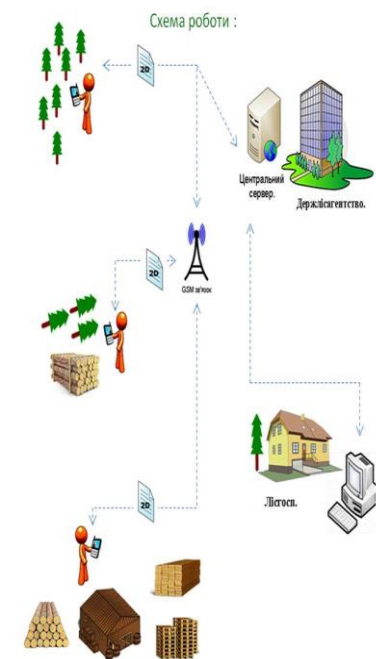 Схема роботи :
2D
Центральний
сервер.
Держлісагентство.
2D
GSM зв'язок
Лісгосп.
2D